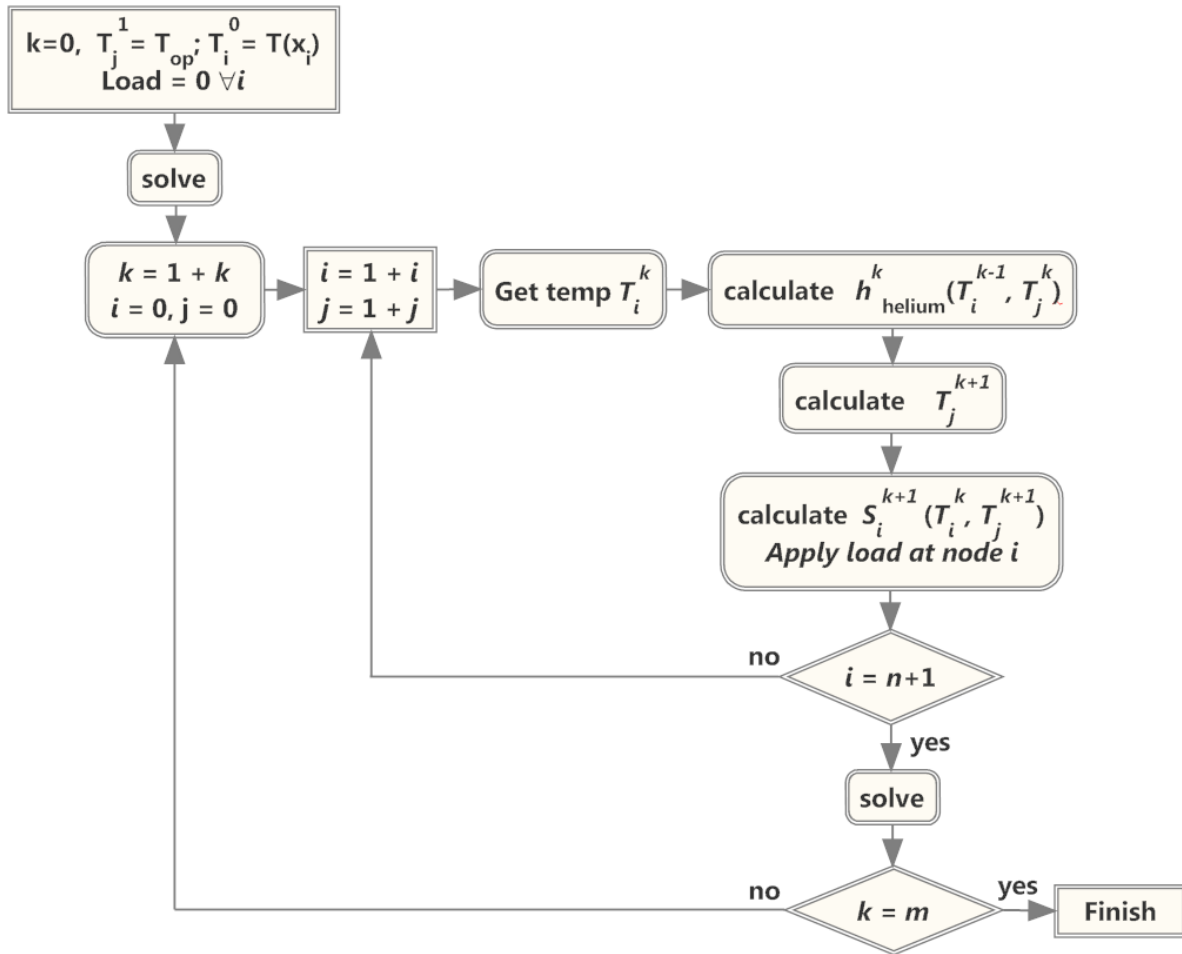 k=0, T_j^1 = T_op; T_i^0 = T(x_i)
Load = 0 ∀i
solve
k = 1 + k
i = 0, j = 0
i = 1 + i
j = 1 + j
Get temp T_i^k
calculate h_helium^k(T_i^{k-1}, T_j^k)
calculate T_j^{k+1}
calculate S_i^{k+1} (T_i^k, T_j^{k+1})
Apply load at node i
no
i = n+1
yes
solve
no
k = m
yes
Finish